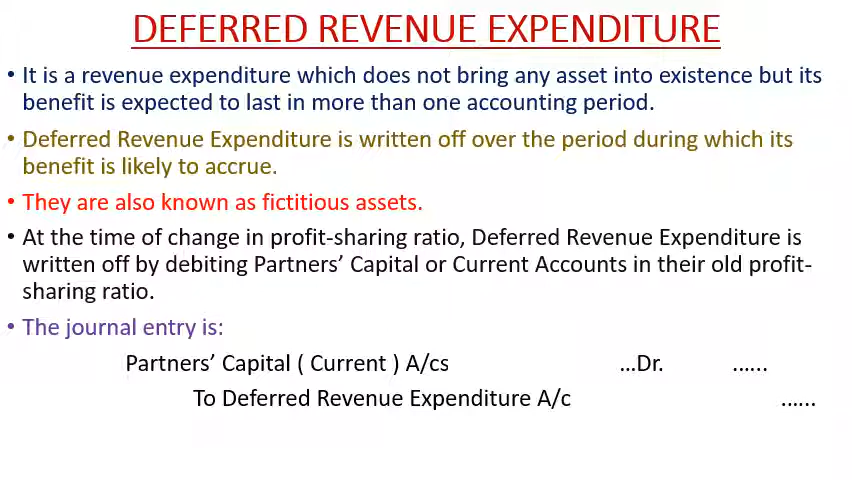 DEFERRED REVENUE EXPENDITURE
• It is a revenue expenditure which does not bring any asset into existence but its
benefit is expected to last in more than one accounting period.
• Deferred Revenue Expenditure is written off over the period during which its
benefit is likely to accrue.
• They are also known as fictitious assets.
• At the time of change in profit-sharing ratio, Deferred Revenue Expenditure is
written off by debiting Partners’ Capital or Current Accounts in their old profit-
sharing ratio.
• The journal entry is:
Partners’ Capital ( Current ) A/cs …Dr. ……
To Deferred Revenue Expenditure A/c ……